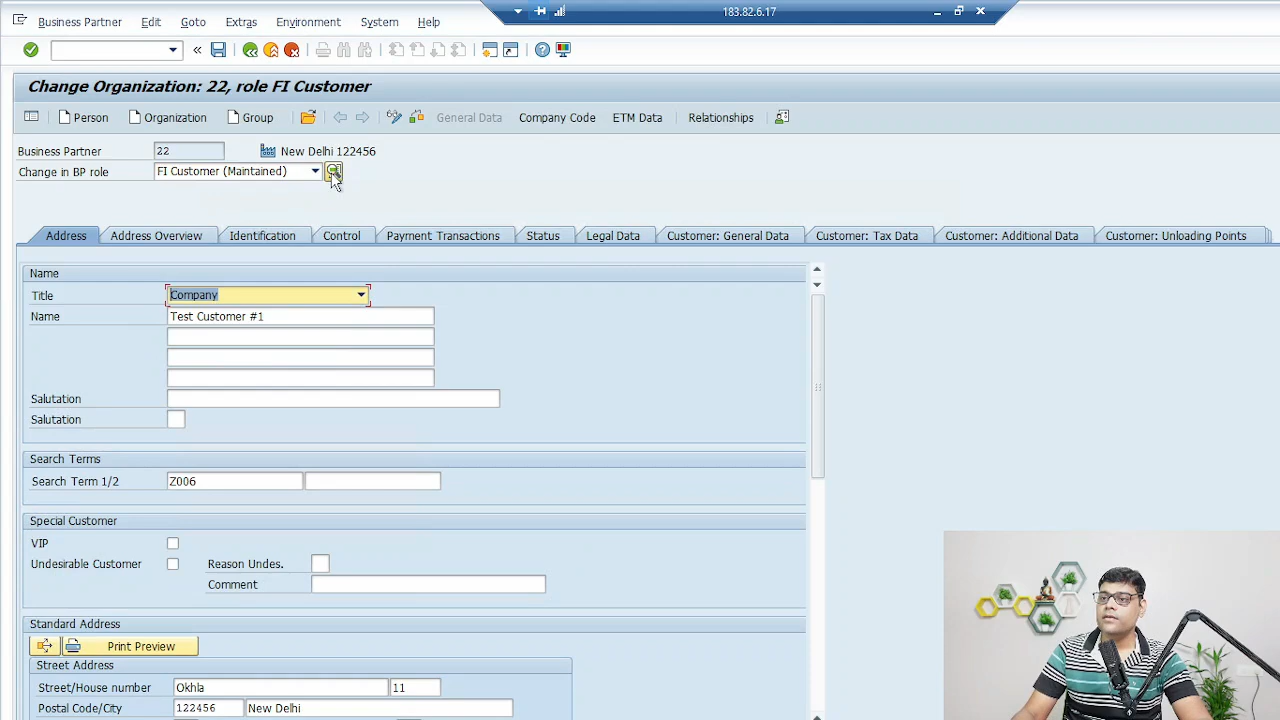 Business Partner Edit Goto Extras Environment System Help
183.82.6.17
Change Organization: 22, role FI Customer
Person Organization Group General Data Company Code ETM Data Relationships
Business Partner 22 New Delhi 122456
Change in BP role FI Customer (Maintained)
Address Address Overview Identification Control Payment Transactions Status Legal Data Customer: General Data Customer: Tax Data Customer: Additional Data Customer: Unloading Points
Name
Title Company
Name Test Customer #1
Salutation
Salutation
Search Terms
Search Term 1/2 Z006
Special Customer
VIP
Undesirable Customer Reason Undes.
Comment
Standard Address
Print Preview
Street Address
Street/House number Okhla 11
Postal Code/City 122456 New Delhi